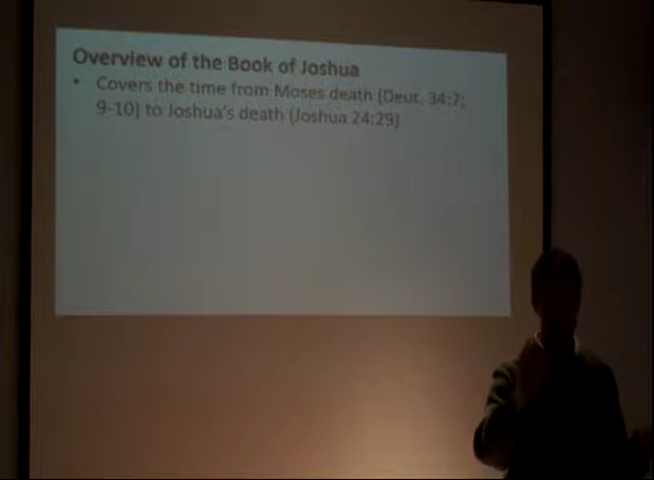 Overview of the Book of Joshua
• Covers the time from Moses death (Deut. 34:7;
9-10) to Joshua's death (Joshua 24:29)